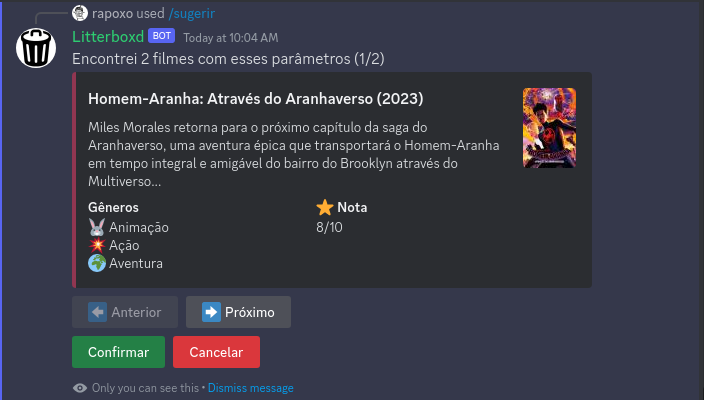 rapoxo used /sugerir
Litterboxd BOT Today at 10:04 AM
Encontrei 2 filmes com esses parâmetros (1/2)
Homem-Aranha: Através do Aranhaverso (2023)
Miles Morales retorna para o próximo capítulo da saga do
Aranhaverso, uma aventura épica que transportará o Homem-Aranha
em tempo integral e amigável do bairro do Brooklyn através do
Multiverso...
Gêneros
Animação
Ação
Aventura
Nota
8/10
Anterior
Próximo
Confirmar
Cancelar
Only you can see this • Dismiss message